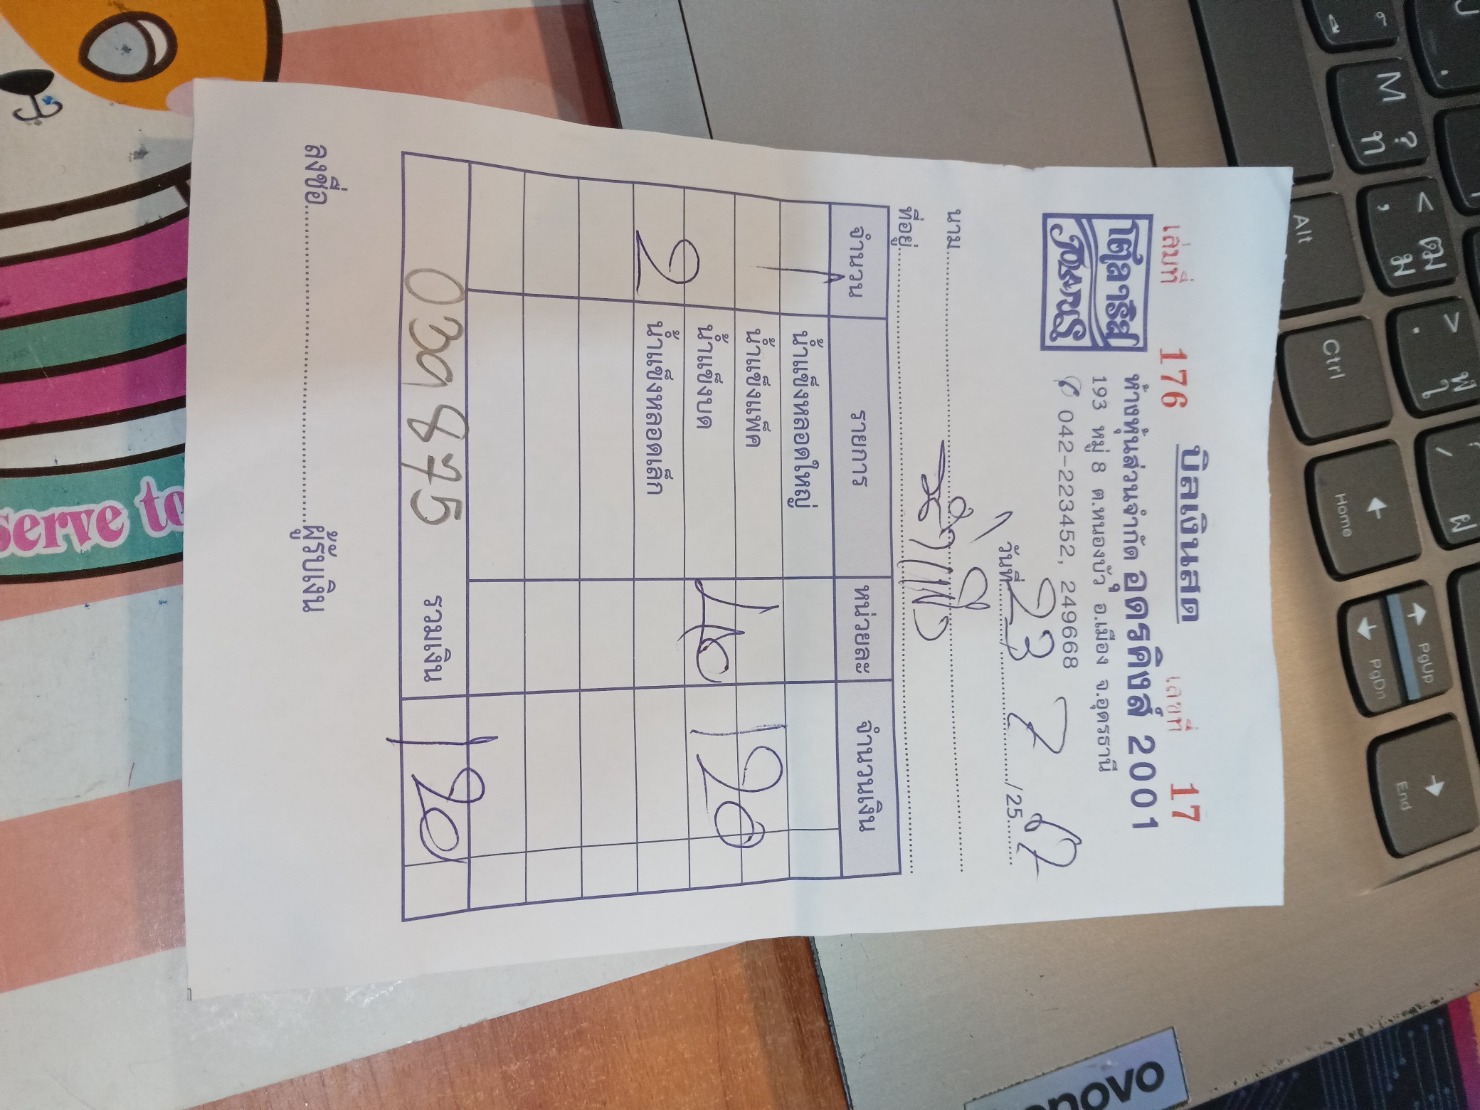 บิลเงินสด
เล่มที่ 176 เลขที่ 17
โตุลาริช
ห้างหุ้นส่วนจำกัด อุดรคิงส์ 2001
193 หมู่ 8 ต.หนองบัว อ.เมือง จ.อุดรธานี
042-223452, 249668
วันที่ 23 7 /25 67
นาม
ที่อยู่
จำนวน รายการ หน่วยละ จำนวนเงิน
1 น้ำแข็งหลอดใหญ่
น้ำแข็งแพ็ค
2 น้ำแข็งบด 40 120
น้ำแข็งหลอดเล็ก
039875 รวมเงิน 120
ลงชื่อ ผู้รับเงิน
serve to
Alt
Ctrl
Home
PgUp
PgDn
End
M ? ท
< ฒ , ม
enovo